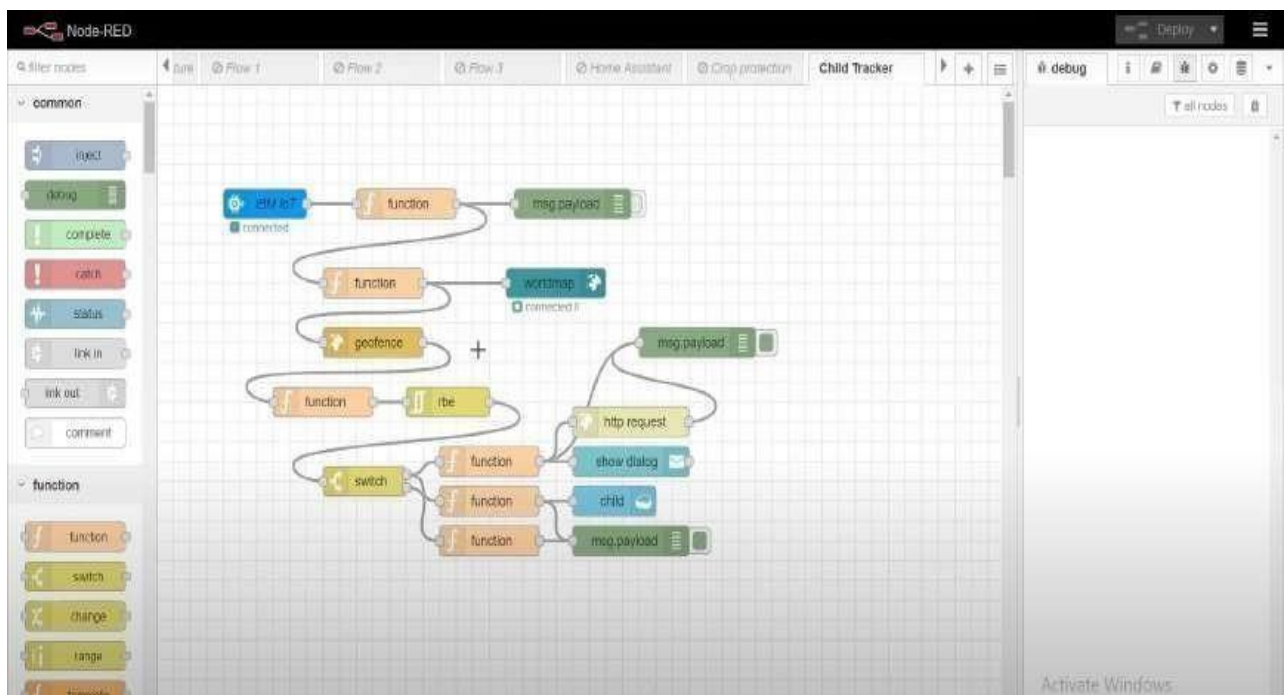 Node-RED
Deploy
filter nodes
Flow 1
Flow 2
Flow 3
Home Assistant
Crop protection
Child Tracker
debug
i
all nodes
common
inject
debug
complete
catch
status
link in
link out
comment
function
function
switch
change
range
IBM IoT
connected
function
msg.payload
function
worldmap
geofence
msg.payload
function
rbe
http request
function
show dialog
switch
function
child
function
msg.payload
Activate Windows